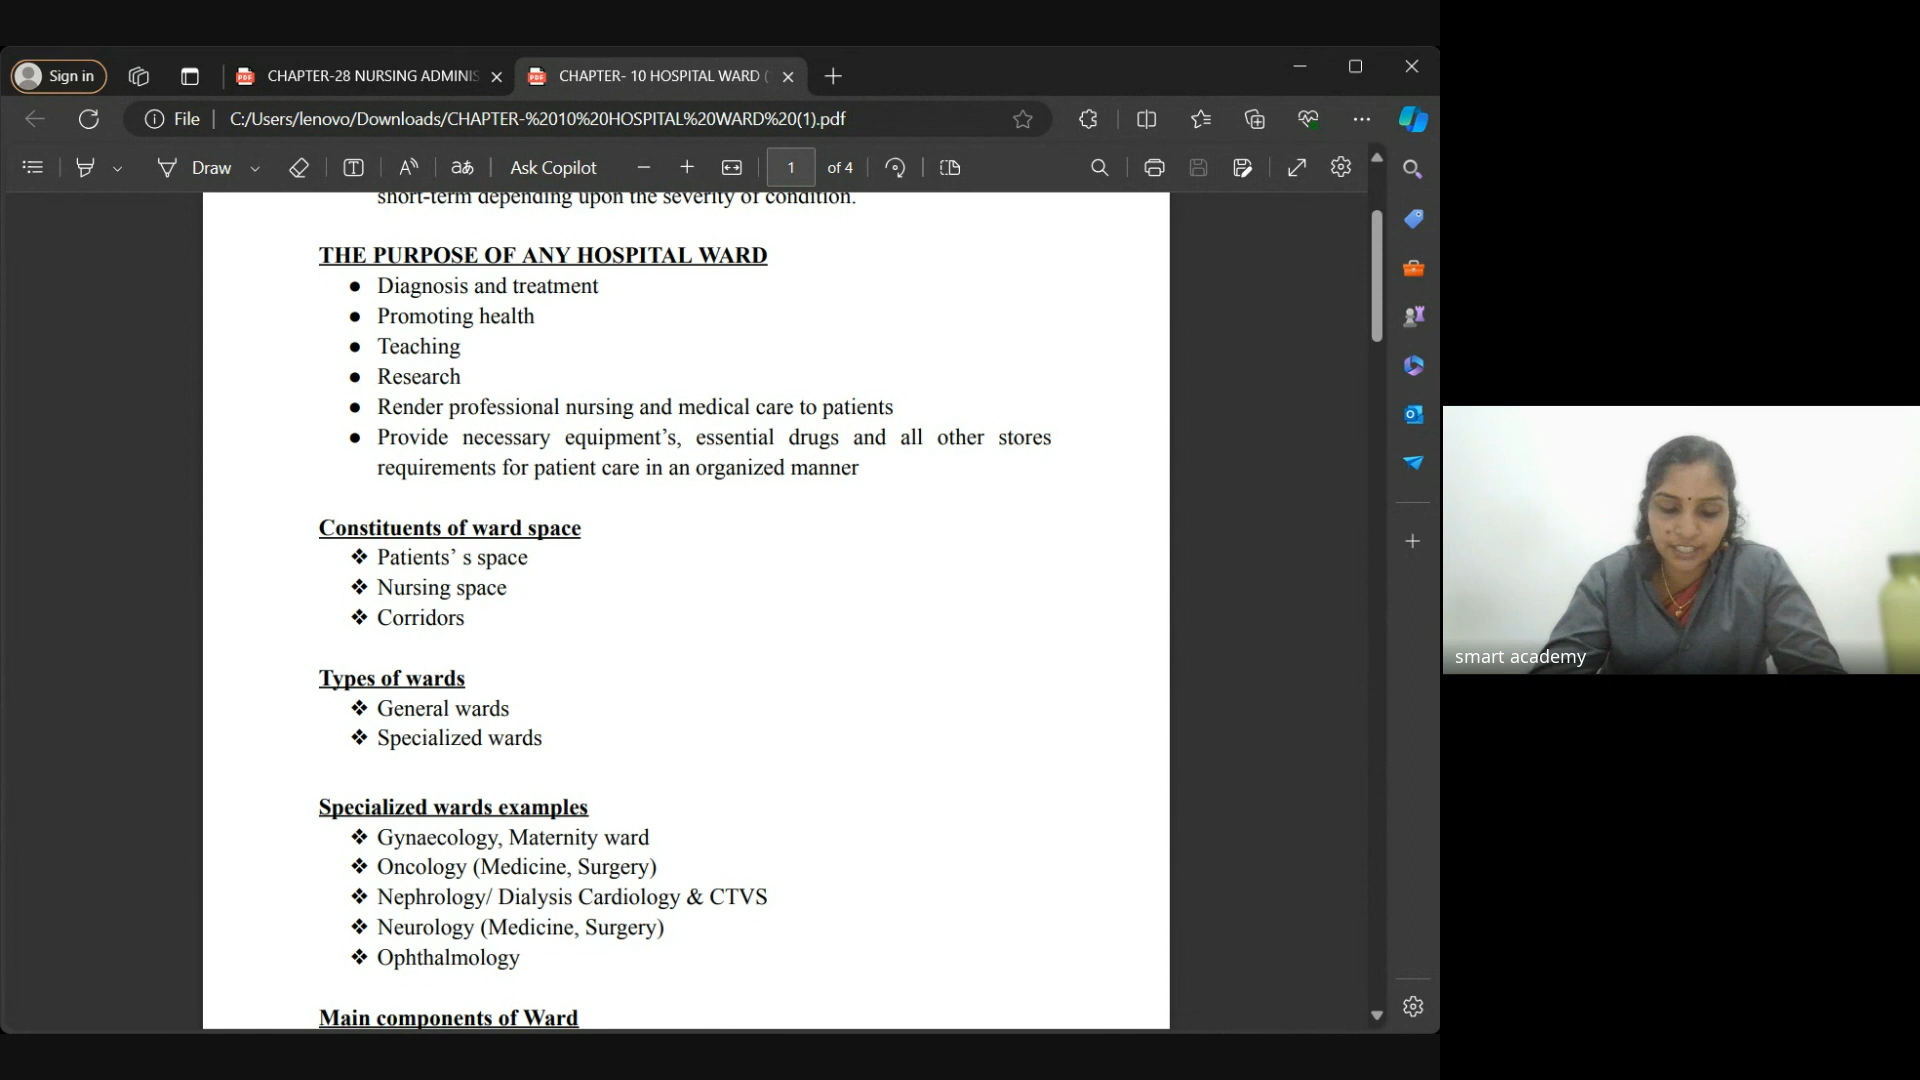 Sign in
CHAPTER-28 NURSING ADMINIS
CHAPTER- 10 HOSPITAL WARD (
File
C:/Users/lenovo/Downloads/CHAPTER-%2010%20HOSPITAL%20WARD%20(1).pdf
Draw
Ask Copilot
1 of 4
short-term depending upon the severity of condition.
THE PURPOSE OF ANY HOSPITAL WARD
● Diagnosis and treatment
● Promoting health
● Teaching
● Research
● Render professional nursing and medical care to patients
● Provide necessary equipment’s, essential drugs and all other stores
requirements for patient care in an organized manner
Constituents of ward space
❖ Patients’ s space
❖ Nursing space
❖ Corridors
Types of wards
❖ General wards
❖ Specialized wards
Specialized wards examples
❖ Gynaecology, Maternity ward
❖ Oncology (Medicine, Surgery)
❖ Nephrology/ Dialysis Cardiology & CTVS
❖ Neurology (Medicine, Surgery)
❖ Ophthalmology
Main components of Ward
smart academy